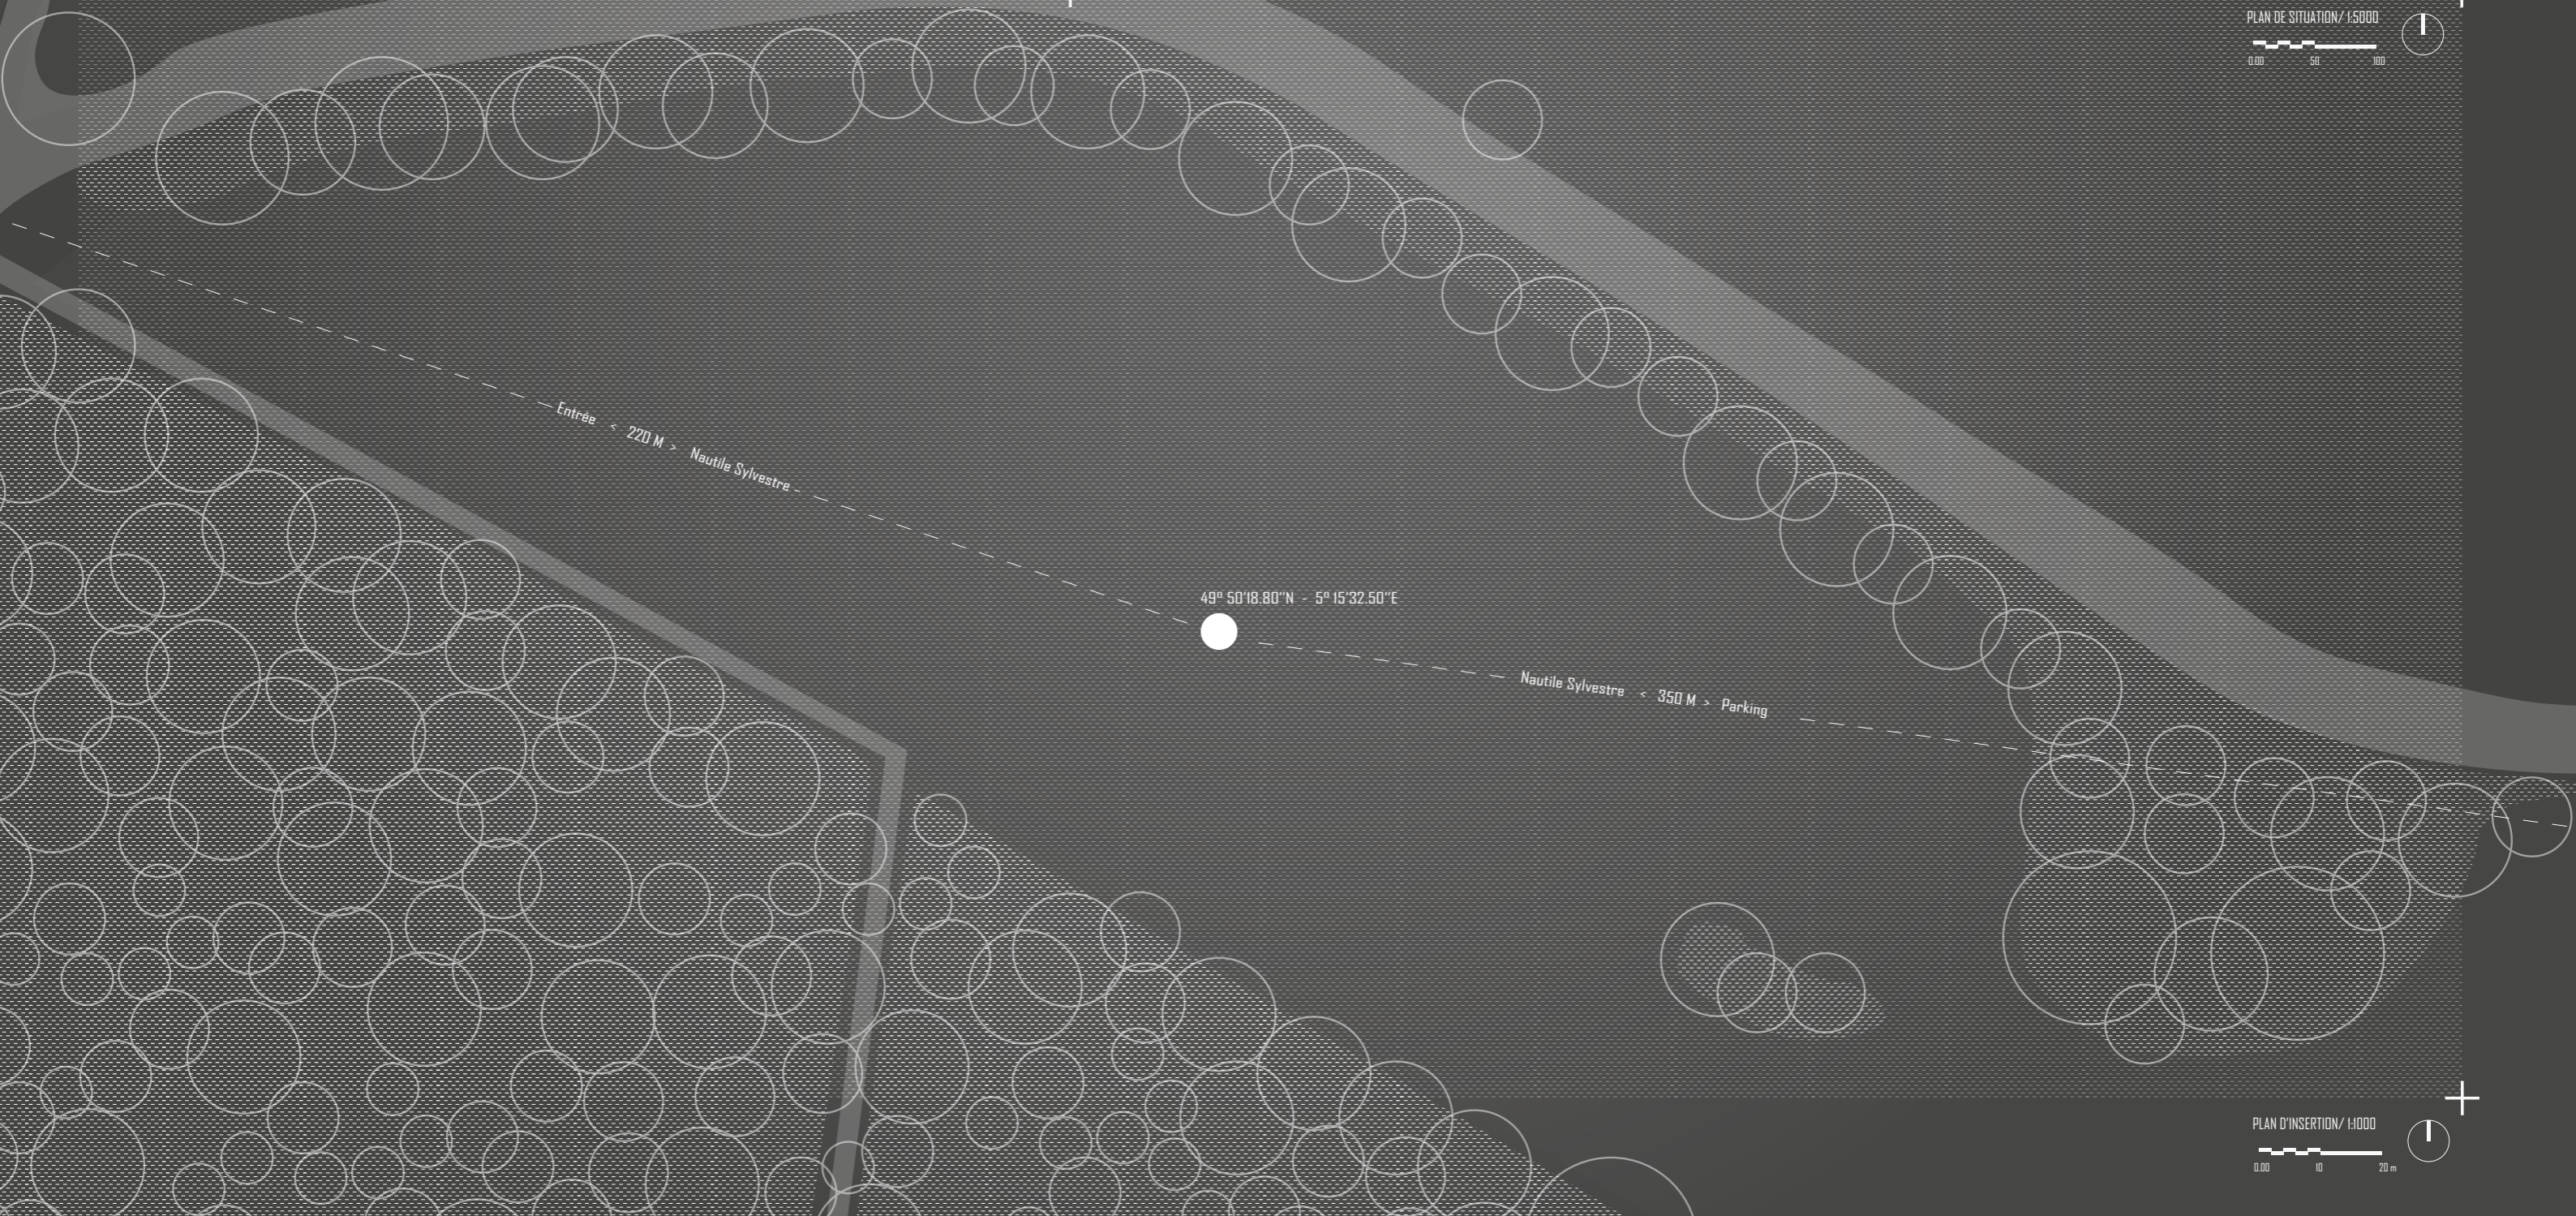 PLAN DE SITUATION/ 1:5000
0.00 50 100
Entrée < 220 M > Nautile Sylvestre
49° 50'18.80"N - 5° 15'32.50"E
Nautile Sylvestre < 350 M > Parking
PLAN D'INSERTION/ 1:1000
0.00 10 20 m